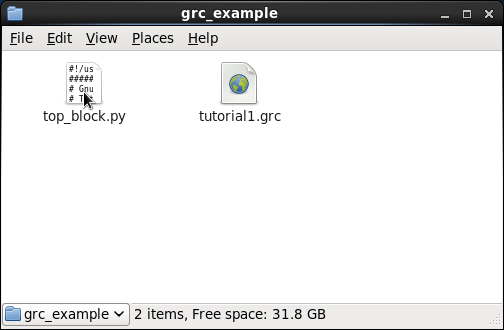 grc_example
File Edit View Places Help
#!/us
#####
# Gnu
top_block.py
tutorial1.grc
grc_example
2 items, Free space: 31.8 GB